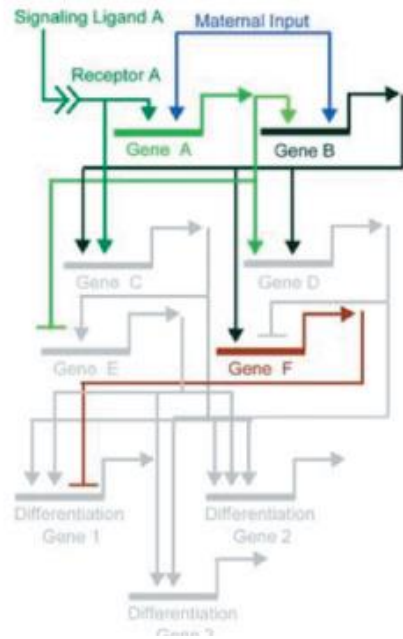 Signaling Ligand A
Maternal Input
Receptor A
Gene A
Gene B
Gene C
Gene D
Gene E
Gene F
Differentiation
Gene 1
Differentiation
Gene 2
Differentiation